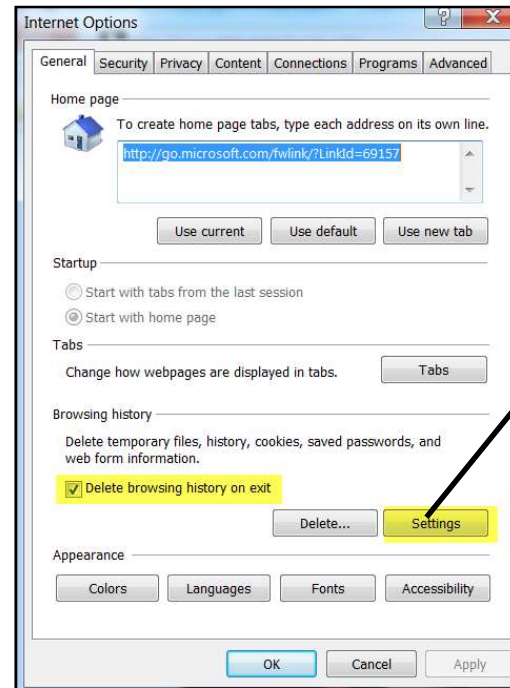 Internet Options
General Security Privacy Content Connections Programs Advanced
Home page
To create home page tabs, type each address on its own line.
http://go.microsoft.com/fwlink/?LinkId=69157
Use current Use default Use new tab
Startup
Start with tabs from the last session
Start with home page
Tabs
Change how webpages are displayed in tabs. Tabs
Browsing history
Delete temporary files, history, cookies, saved passwords, and
web form information.
Delete browsing history on exit
Delete... Settings
Appearance
Colors Languages Fonts Accessibility
OK Cancel Apply